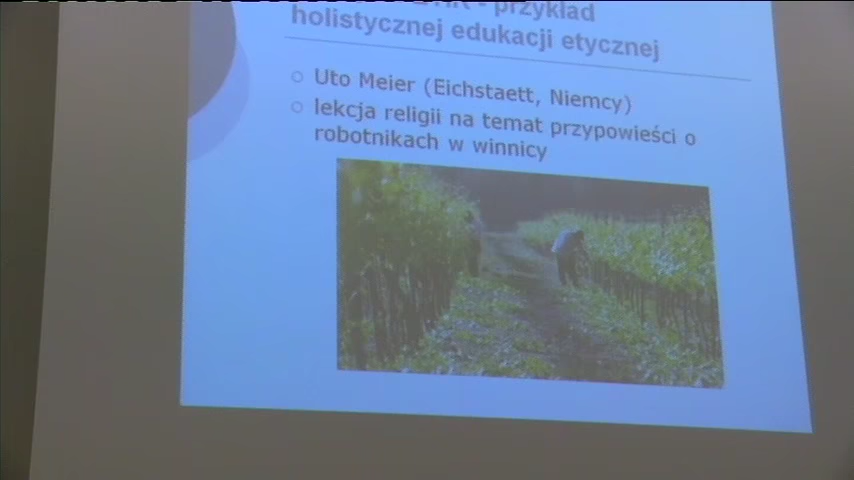 - przykład
holistycznej edukacji etycznej
Uto Meier (Eichstaett, Niemcy)
lekcja religii na temat przypowieści o
robotnikach w winnicy